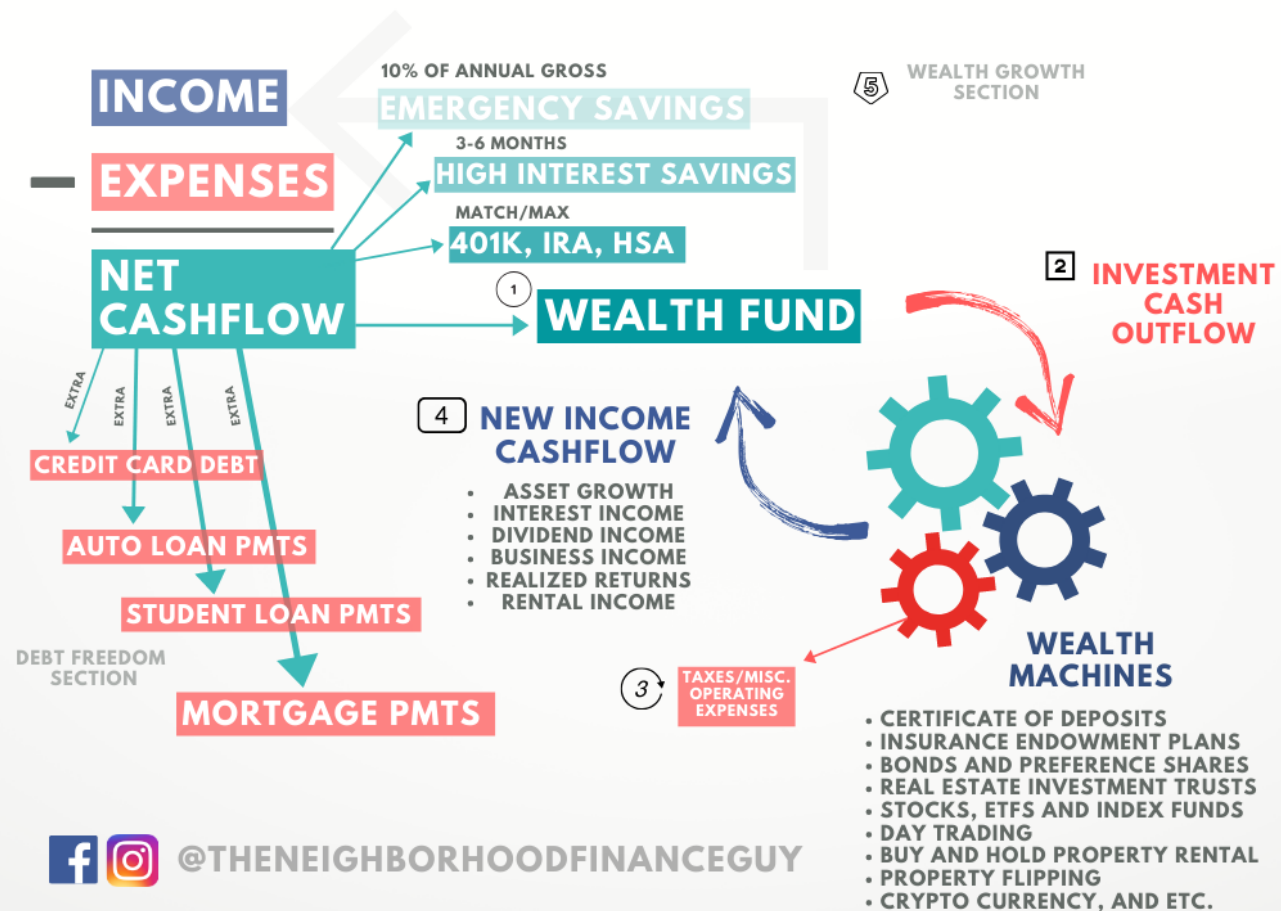 INCOME
EXPENSES
NET
CASHFLOW
10% OF ANNUAL GROSS
EMERGENCY SAVINGS
3-6 MONTHS
HIGH INTEREST SAVINGS
MATCH/MAX
401K, IRA, HSA
1
WEALTH FUND
5
WEALTH GROWTH
SECTION
2
INVESTMENT
CASH
OUTFLOW
EXTRA
EXTRA
EXTRA
EXTRA
CREDIT CARD DEBT
AUTO LOAN PMTS
STUDENT LOAN PMTS
DEBT FREEDOM
SECTION
MORTGAGE PMTS
4
NEW INCOME
CASHFLOW
• ASSET GROWTH
• INTEREST INCOME
• DIVIDEND INCOME
• BUSINESS INCOME
• REALIZED RETURNS
• RENTAL INCOME
3
TAXES/MISC.
OPERATING
EXPENSES
WEALTH
MACHINES
• CERTIFICATE OF DEPOSITS
• INSURANCE ENDOWMENT PLANS
• BONDS AND PREFERENCE SHARES
• REAL ESTATE INVESTMENT TRUSTS
• STOCKS, ETFS AND INDEX FUNDS
• DAY TRADING
• BUY AND HOLD PROPERTY RENTAL
• PROPERTY FLIPPING
• CRYPTO CURRENCY, AND ETC.
@THENEIGHBORHOODFINANCEGUY